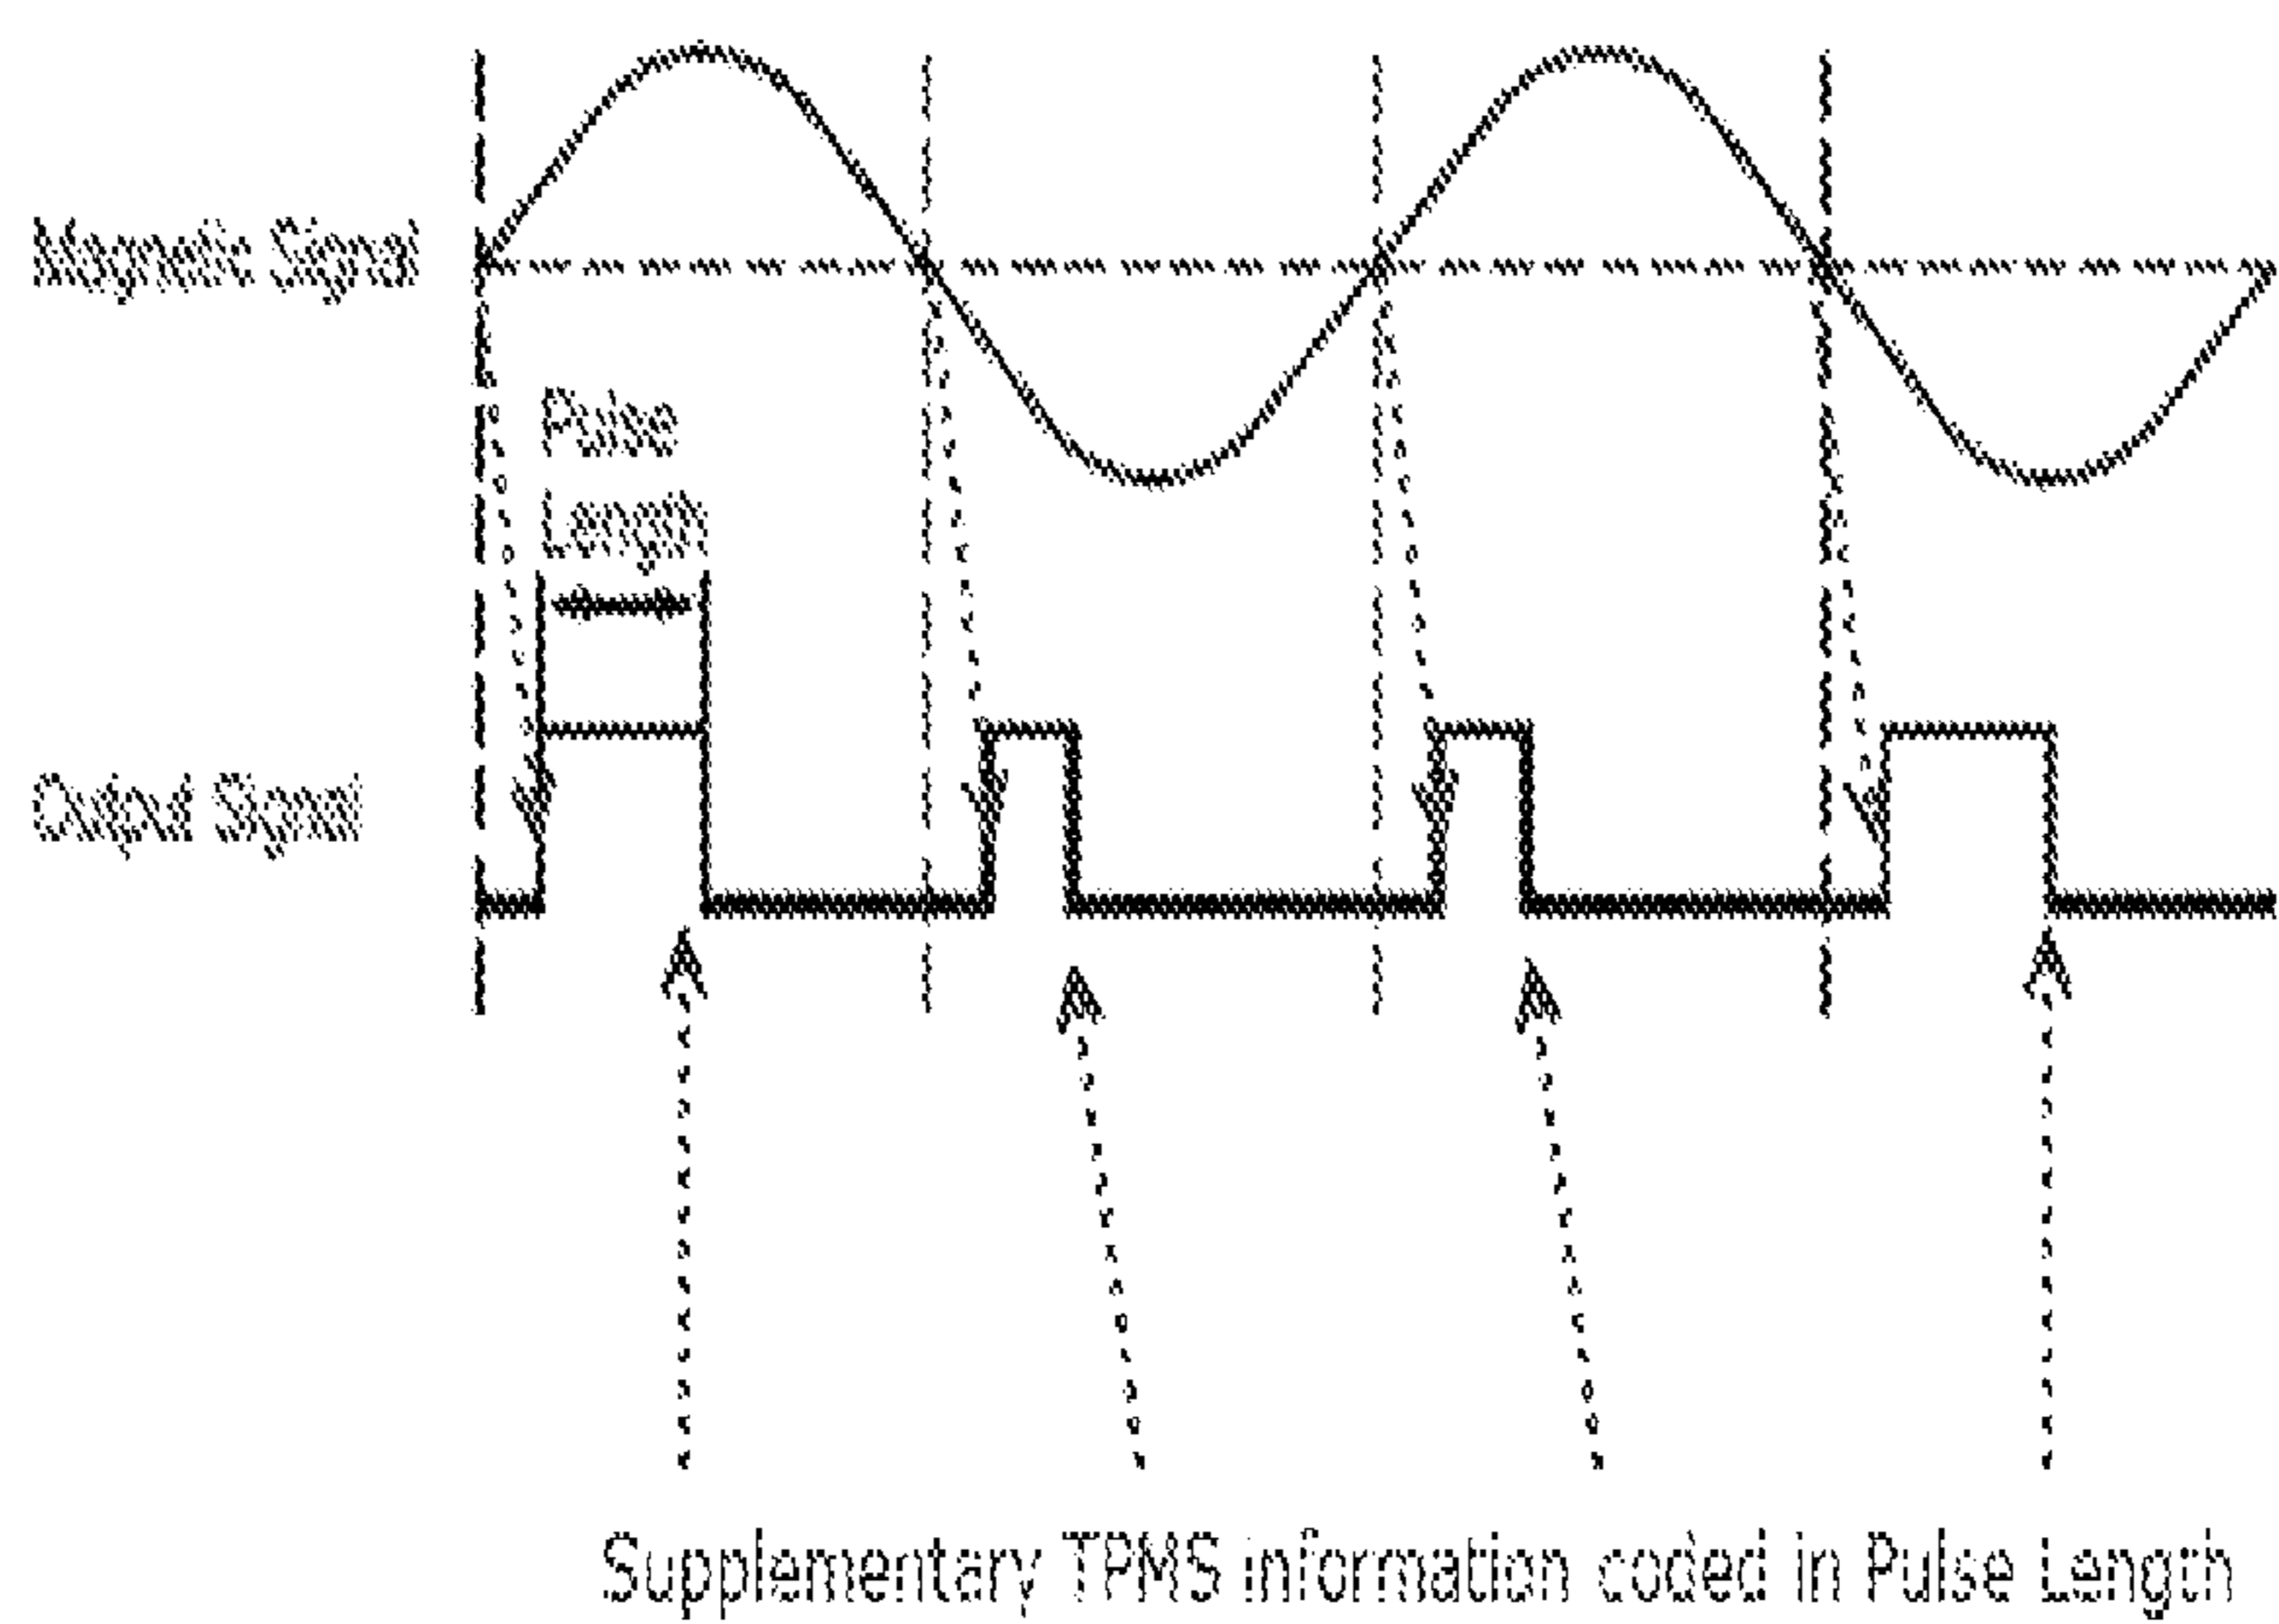 Magnetic Signal
Pulse
Length
Output Signal
Supplementary TPMS information coded in Pulse Length